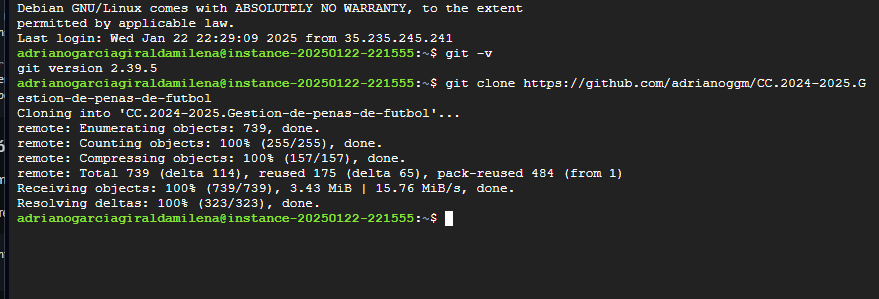 Debian GNU/Linux comes with ABSOLUTELY NO WARRANTY, to the extent
permitted by applicable law.
Last login: Wed Jan 22 22:29:09 2025 from 35.235.245.241
adrianogarciagiraldamilena@instance-20250122-221555:~$ git -v
git version 2.39.5
adrianogarciagiraldamilena@instance-20250122-221555:~$ git clone https://github.com/adrianoggm/CC.2024-2025.G
estion-de-penas-de-futbol
Cloning into 'CC.2024-2025.Gestion-de-penas-de-futbol'...
remote: Enumerating objects: 739, done.
remote: Counting objects: 100% (255/255), done.
remote: Compressing objects: 100% (157/157), done.
remote: Total 739 (delta 114), reused 175 (delta 65), pack-reused 484 (from 1)
Receiving objects: 100% (739/739), 3.43 MiB | 15.76 MiB/s, done.
Resolving deltas: 100% (323/323), done.
adrianogarciagiraldamilena@instance-20250122-221555:~$